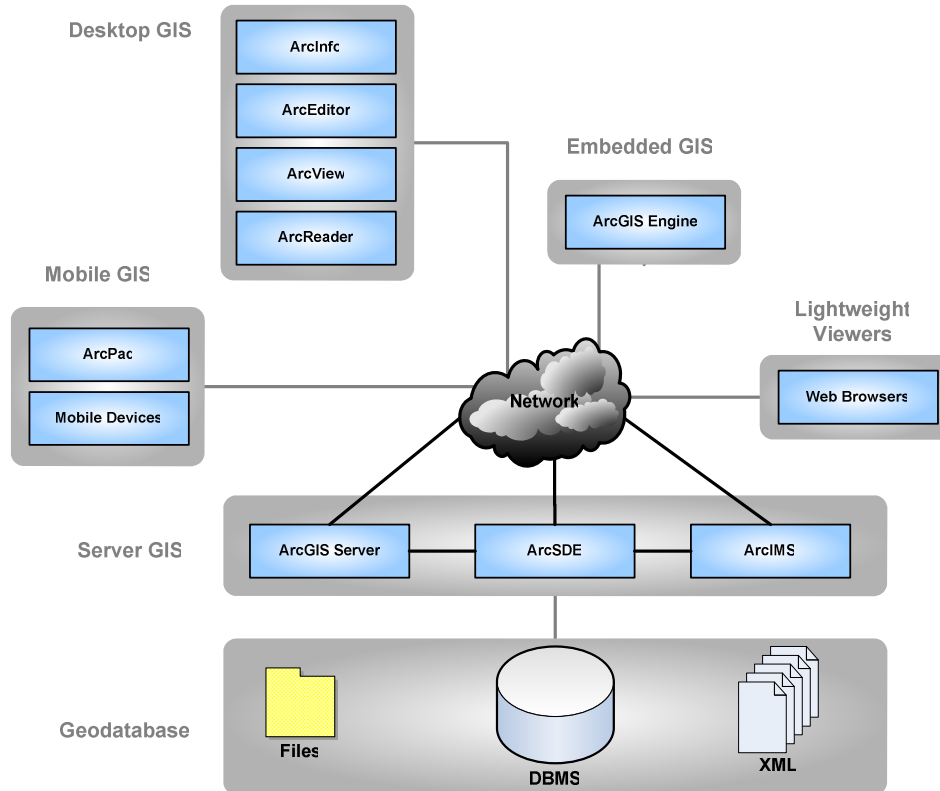 Desktop GIS
ArcInfo
ArcEditor
ArcView
ArcReader
Embedded GIS
ArcGIS Engine
Mobile GIS
ArcPad
Mobile Devices
Lightweight
Viewers
Web Browsers
Network
Server GIS
ArcGIS Server
ArcSDE
ArcIMS
Geodatabase
Files
DBMS
XML